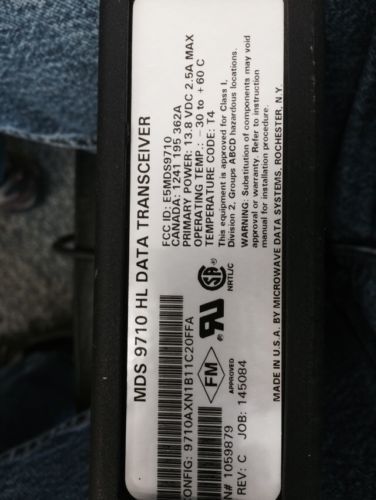 MDS 9710 HL DATA TRANSCEIVER
FCC ID: E5MDS9710
CANADA: 1241 195 362A
PRIMARY POWER: 13.8 VDC 2.5A MAX
OPERATING TEMP.: -30 to +60 C
TEMPERATURE CODE: T4
This equipment is approved for Class I,
Division 2, Groups ABCD hazardous locations.
WARNING: Substitution of components may void
approval or warranty. Refer to instruction
manual for installation procedure.
MADE IN U.S.A. BY MICROWAVE DATA SYSTEMS, ROCHESTER, N.Y.
ONFIG: 9710AXN1B11C20FFA
FM
APPROVED
NRTL/C
N# 1059879
REV: C JOB: 145084